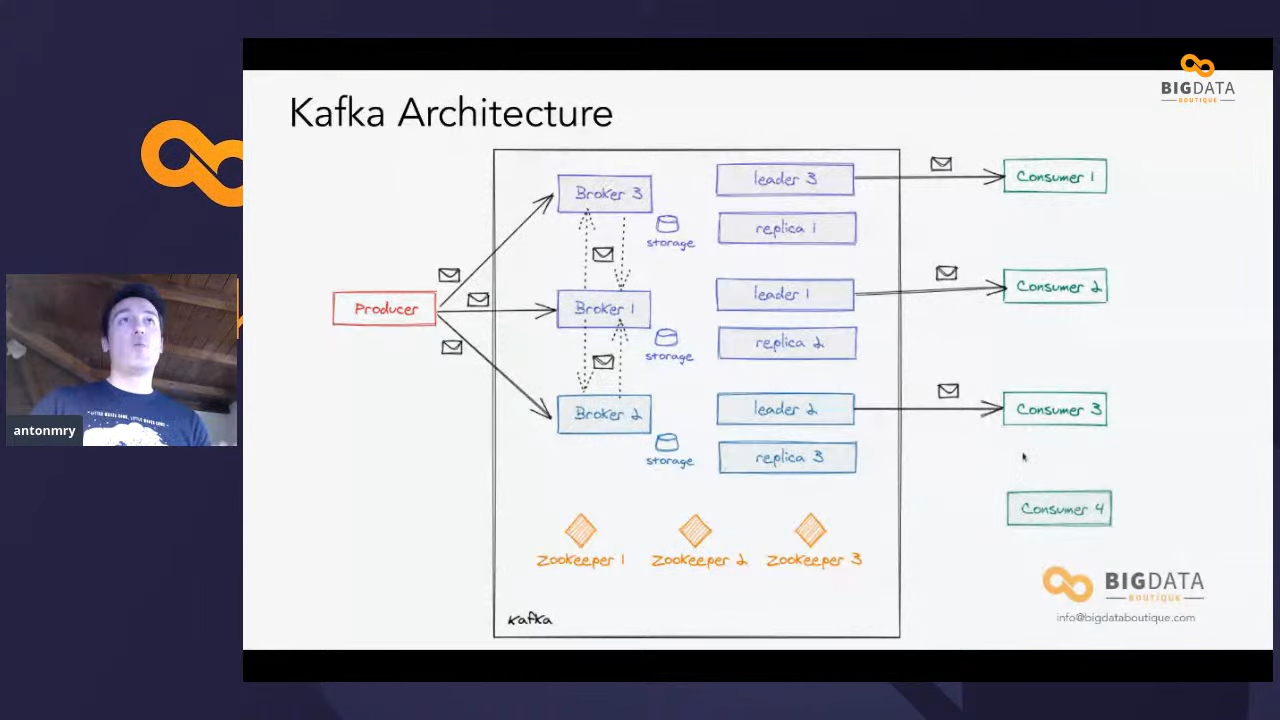 Kafka Architecture
BIGDATA
BOUTIQUE
Broker 3
storage
leader 3
replica 1
Consumer 1
Producer
Broker 1
storage
leader 1
replica 2
Consumer 2
Broker 2
storage
leader 2
replica 3
Consumer 3
Consumer 4
Zookeeper 1
Zookeeper 2
Zookeeper 3
Kafka
BIGDATA
BOUTIQUE
info@bigdataboutique.com
antonmry